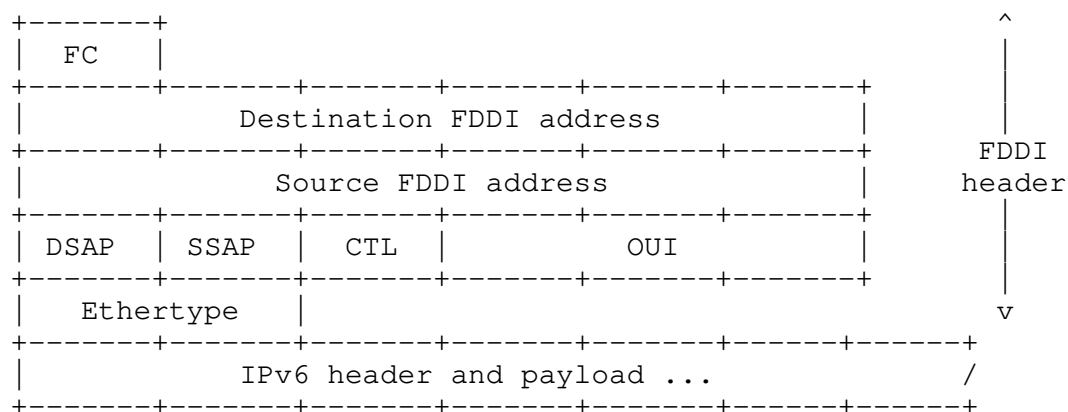 FC
Destination FDDI address
FDDI
Source FDDI address
header
DSAP SSAP CTL OUI
Ethertype
v
IPv6 header and payload ... /